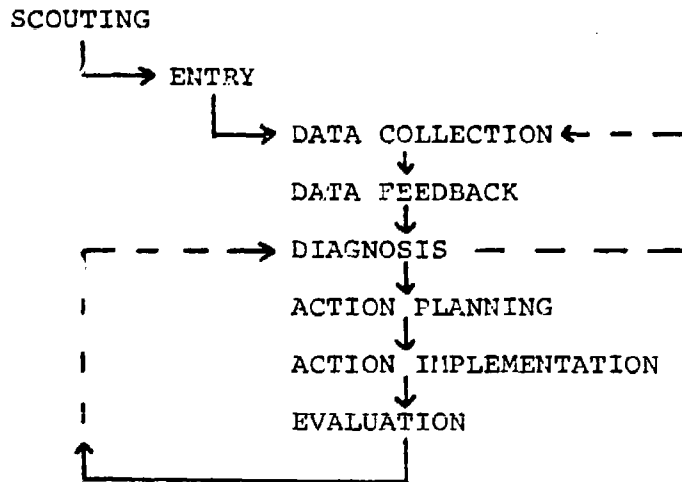 SCOUTING
ENTRY
DATA COLLECTION
DATA FEEDBACK
DIAGNOSIS
ACTION PLANNING
ACTION IMPLEMENTATION
EVALUATION